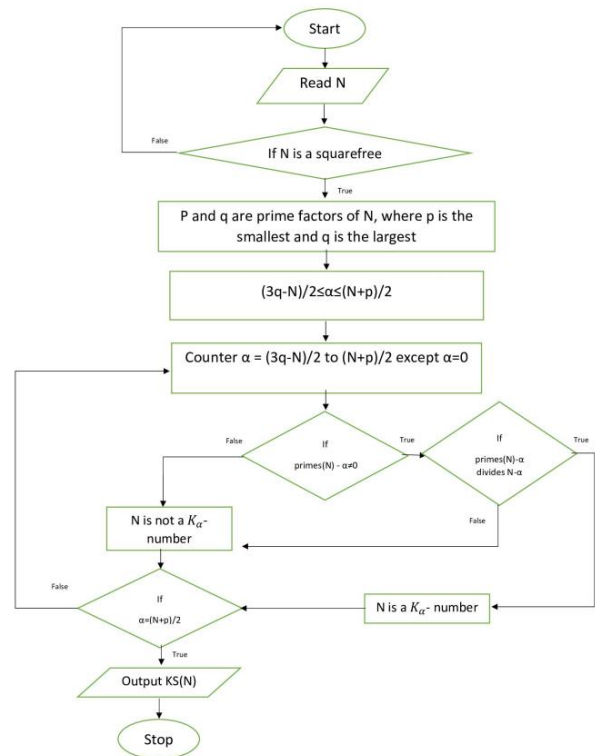 Start
Read N
False
If N is a squarefree
True
P and q are prime factors of N, where p is the
smallest and q is the largest
(3q-N)/2≤α≤(N+p)/2
Counter α = (3q-N)/2 to (N+p)/2 except α=0
False
If
primes(N) - α≠0
True
If
primes(N)-α
divides N-α
True
False
N is not a Kα-
number
False
If
α=(N+p)/2
N is a Kα- number
True
Output KS(N)
Stop